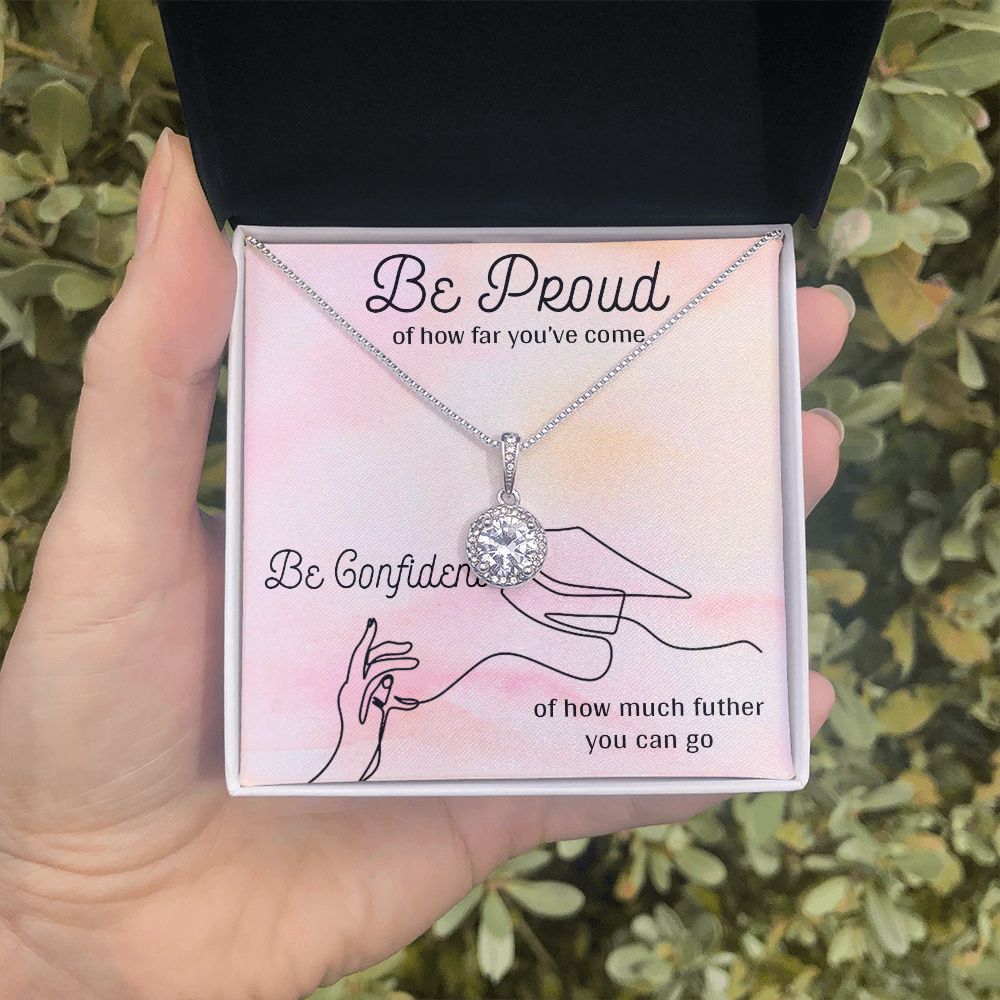 Be Proud
of how far you've come
Be Confiden
of how much futher
you can go